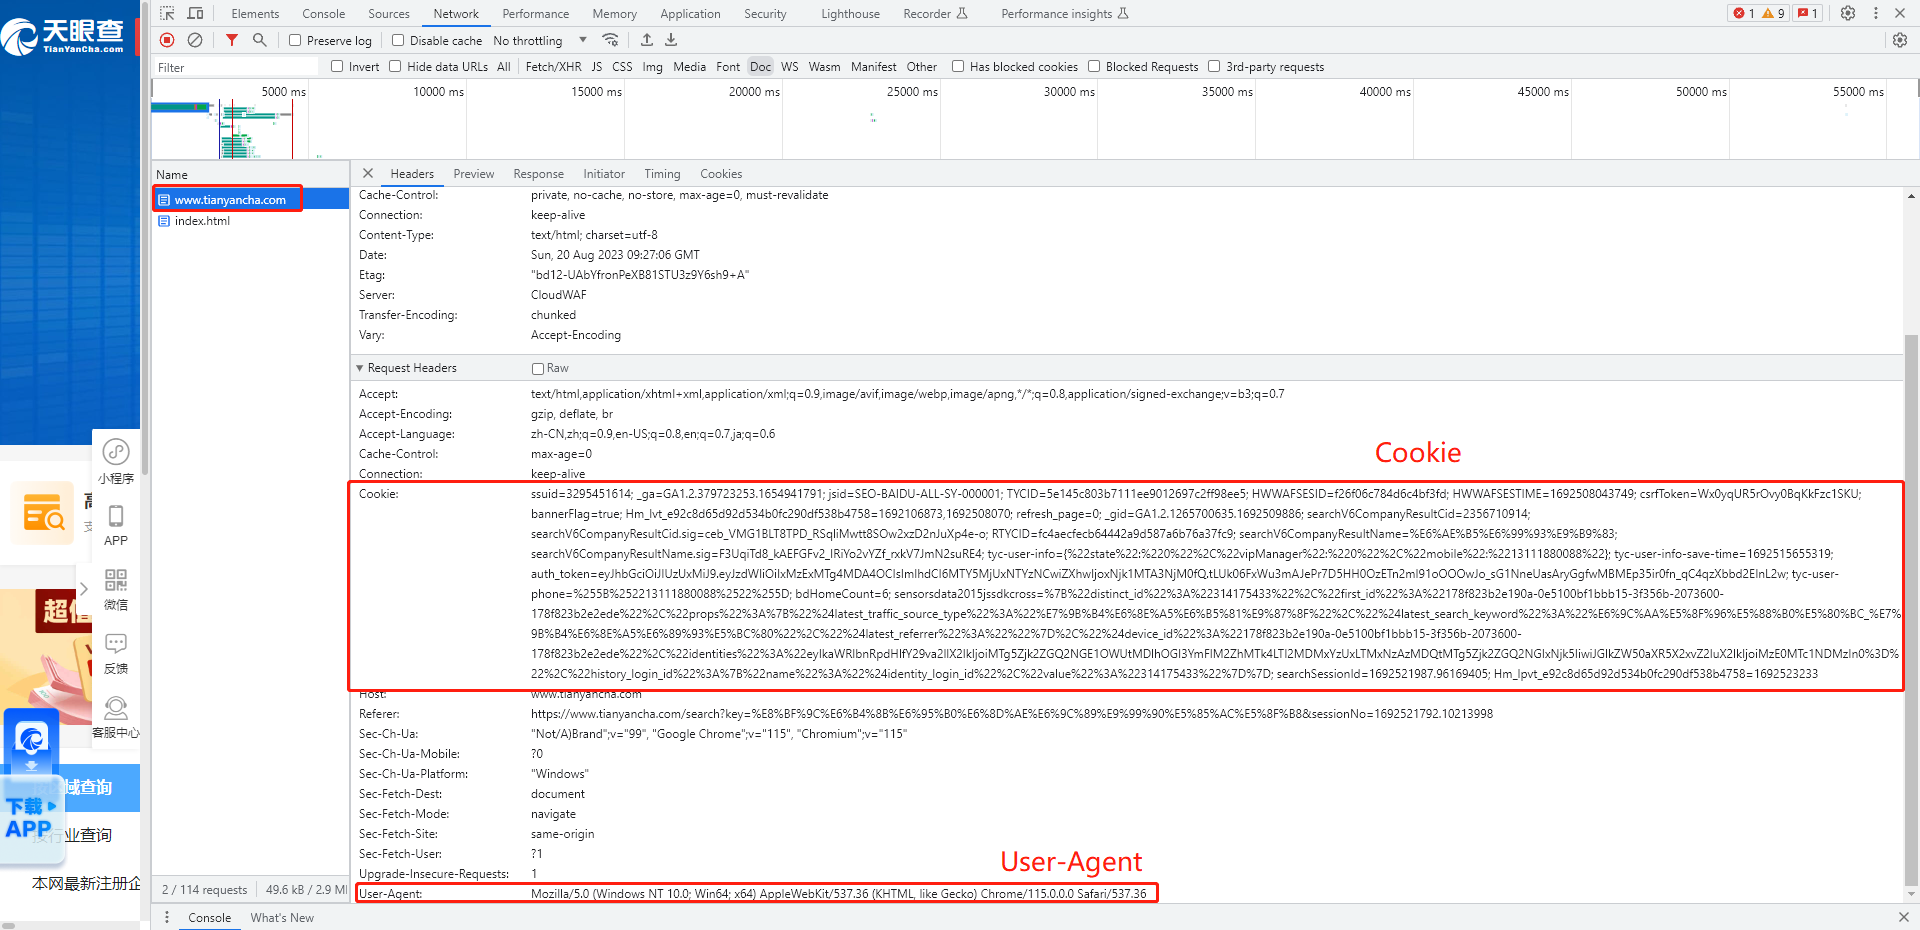 天眼查
TianYanCha.com
小程序
APP
微信
反馈
客服中心
超值
下载
APP
域查询
按行业查询
本网最新注册企
Elements Console Sources Network Performance Memory Application Security Lighthouse Recorder Performance insights 1 9 1
Preserve log Disable cache No throttling
Filter Invert Hide data URLs All Fetch/XHR JS CSS Img Media Font Doc WS Wasm Manifest Other Has blocked cookies Blocked Requests 3rd-party requests
5000 ms 10000 ms 15000 ms 20000 ms 25000 ms 30000 ms 35000 ms 40000 ms 45000 ms 50000 ms 55000 ms
Name
www.tianyancha.com
index.html
2 / 114 requests 49.6 kB / 2.9 M
Headers Preview Response Initiator Timing Cookies
Cache-Control: private, no-cache, no-store, max-age=0, must-revalidate
Connection: keep-alive
Content-Type: text/html; charset=utf-8
Date: Sun, 20 Aug 2023 09:27:06 GMT
Etag: "bd12-UAbYfronPeXB81STU3z9Y6sh9+A"
Server: CloudWAF
Transfer-Encoding: chunked
Vary: Accept-Encoding
Request Headers Raw
Accept: text/html,application/xhtml+xml,application/xml;q=0.9,image/avif,image/webp,image/apng,*/*;q=0.8,application/signed-exchange;v=b3;q=0.7
Accept-Encoding: gzip, deflate, br
Accept-Language: zh-CN,zh;q=0.9,en-US;q=0.8,en;q=0.7,ja;q=0.6
Cache-Control: max-age=0
Connection: keep-alive
Cookie
Cookie: ssuid=3295451614; _ga=GA1.2.379723253.1654941791; jsid=SEO-BAIDU-ALL-SY-000001; TYCID=5e145c803b7111ee9012697c2ff98ee5; HWWAFSESID=f26f06c784d6c4bf3fd; HWWAFSESTIME=1692508043749; csrfToken=Wx0yqUR5rOvy0BqKkFzc1SKU;
bannerFlag=true; Hm_lvt_e92c8d65d92d534b0fc290df538b4758=1692106873,1692508070; refresh_page=0; _gid=GA1.2.1265700635.1692509886; searchV6CompanyResultCid=2356710914;
searchV6CompanyResultCid.sig=ceb_VMG1BLT8TPD_RSqliMwtt8SOw2xzD2nJuXp4e-o; RTYCID=fc4aecfecb64442a9d587a6b76a37fc9; searchV6CompanyResultName=%E6%AE%B5%E6%99%93%E9%B9%83;
searchV6CompanyResultName.sig=F3UqiTd8_kAEFGFv2_IRiYo2vYZf_rxkV7JmN2suRE4; tyc-user-info={%22state%22:%220%22%2C%22vipManager%22:%220%22%2C%22mobile%22:%2213111880088%22}; tyc-user-info-save-time=1692515655319;
auth_token=eyJhbGciOiJIUzUxMiJ9.eyJzdWIiOiIxMzExMTg4MDA4OCIsImlhdCI6MTY5MjUxNTYzNCwiZXhwIjoxNjk1MTA3NjM0fQ.tLUk06FxWu3mAJePr7D5HH0OzETn2ml91oOOOwJo_sG1NneUasAryGgfwMBMEp35ir0fn_qC4qzXbbd2EInL2w; tyc-user-
phone=%255B%252213111880088%2522%255D; bdHomeCount=6; sensorsdata2015jssdkcross=%7B%22distinct_id%22%3A%22314175433%22%2C%22first_id%22%3A%22178f823b2e190a-0e5100bf1bbb15-3f356b-2073600-
178f823b2e2ede%22%2C%22props%22%3A%7B%22%24latest_traffic_source_type%22%3A%22%E7%9B%B4%E6%8E%A5%E6%B5%81%E9%87%8F%22%2C%22%24latest_search_keyword%22%3A%22%E6%9C%AA%E5%8F%96%E5%88%B0%E5%80%BC_%E7%
9B%B4%E6%8E%A5%E6%89%93%E5%BC%80%22%2C%22%24latest_referrer%22%3A%22%22%7D%2C%22%24device_id%22%3A%22178f823b2e190a-0e5100bf1bbb15-3f356b-2073600-
178f823b2e2ede%22%2C%22identities%22%3A%22eyIkaWRlbnRpdHlfY29va2llX2lkIjoiMTg5Zjk2ZGQ2NGE1OWUtMDlhOGI3YmFlM2ZhMTk4LTI2MDMxYzUxLTMxNzAzMDQtMTg5Zjk2ZGQ2NGIxNjk5IiwiJGlkZW50aXR5X2xvZ2luX2lkIjoiMzE0MTc1NDMzIn0%3D%
22%2C%22history_login_id%22%3A%7B%22name%22%3A%22%24identity_login_id%22%2C%22value%22%3A%22314175433%22%7D%7D; searchSessionId=1692521987.96169405; Hm_lpvt_e92c8d65d92d534b0fc290df538b4758=1692523233
Host: www.tianyancha.com
Referer: https://www.tianyancha.com/search?key=%E8%BF%9C%E6%B4%8B%E6%95%B0%E6%8D%AE%E6%9C%89%E9%99%90%E5%85%AC%E5%8F%B8&sessionNo=1692521792.10213998
Sec-Ch-Ua: "Not/A)Brand";v="99", "Google Chrome";v="115", "Chromium";v="115"
Sec-Ch-Ua-Mobile: ?0
Sec-Ch-Ua-Platform: "Windows"
Sec-Fetch-Dest: document
Sec-Fetch-Mode: navigate
Sec-Fetch-Site: same-origin
Sec-Fetch-User: ?1
User-Agent
Upgrade-Insecure-Requests: 1
User-Agent: Mozilla/5.0 (Windows NT 10.0; Win64; x64) AppleWebKit/537.36 (KHTML, like Gecko) Chrome/115.0.0.0 Safari/537.36
Console What's New